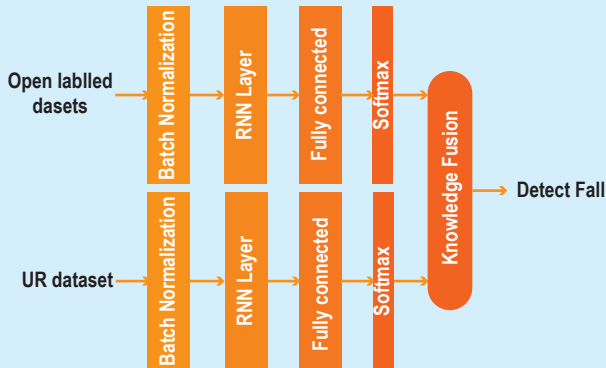 Open lablled
dasets
Batch Normalization
RNN Layer
Fully connected
Softmax
Knowledge Fusion
Detect Fall
UR dataset
Batch Normalization
RNN Layer
Fully connected
Softmax